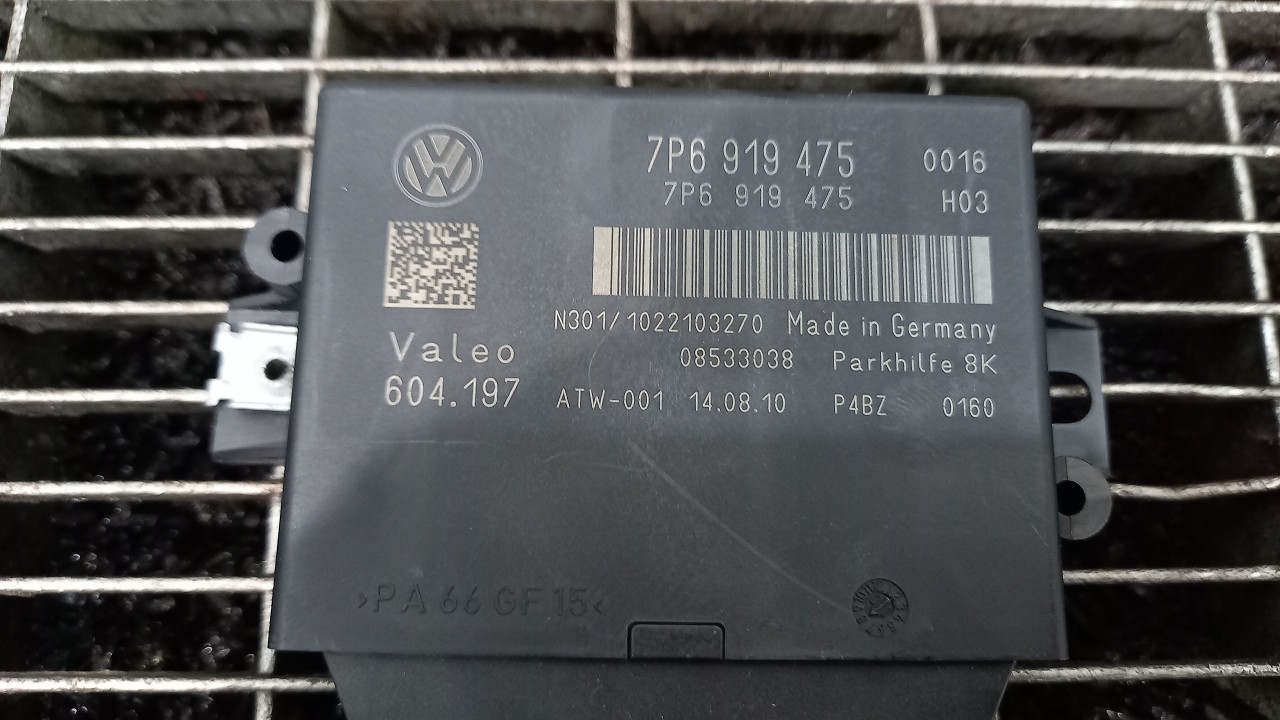 7P6 919 475 0016
7P6 919 475 H03
N301/1022103270 Made in Germany
Valeo
08533038 Parkhilfe 8K
604.197
ATW-001 14.08.10 P4BZ 0160
>PA 66 GF 15<